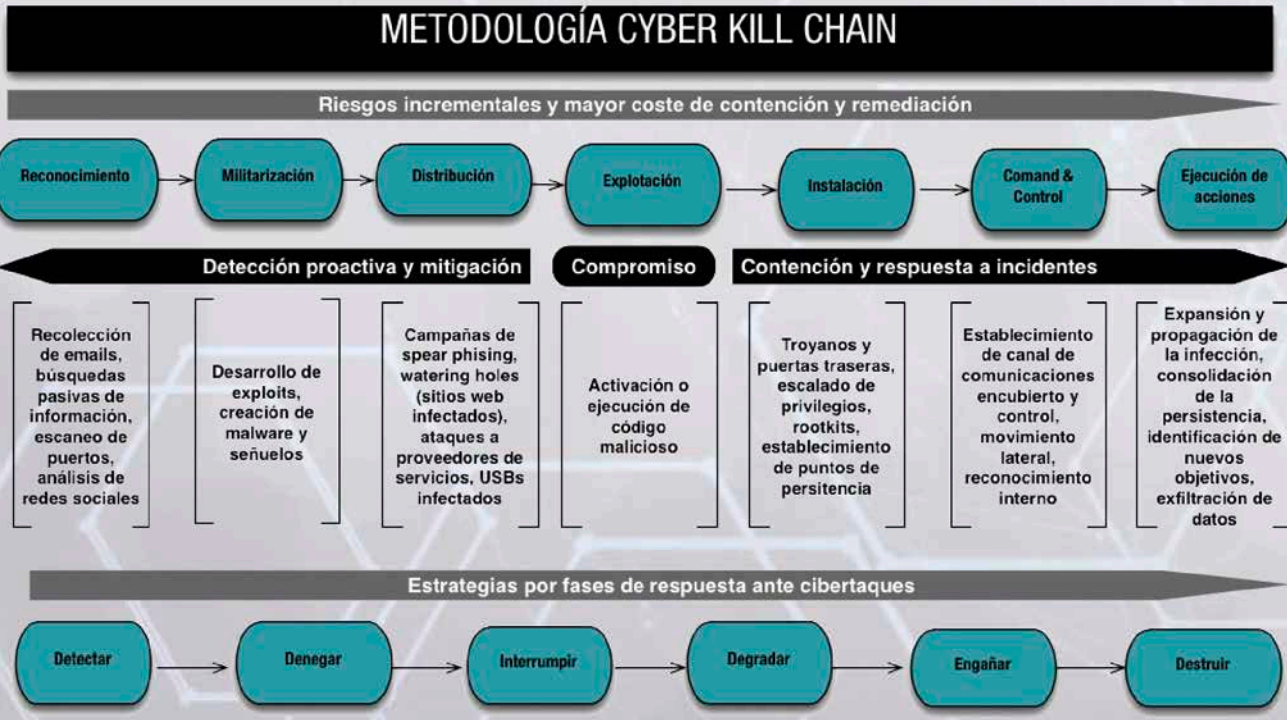 METODOLOGÍA CYBER KILL CHAIN
Riesgos incrementales y mayor coste de contención y remediación
Reconocimiento
Militarización
Distribución
Explotación
Instalación
Comand &
Control
Ejecución de
acciones
Detección proactiva y mitigación
Compromiso
Contención y respuesta a incidentes
Recolección
de emails,
búsquedas
pasivas de
información,
escaneo de
puertos,
análisis de
redes sociales
Desarrollo de
exploits,
creación de
malware y
señuelos
Campañas de
spear phising,
watering holes
(sitios web
infectados),
ataques a
proveedores de
servicios, USBs
infectados
Activación o
ejecución de
código
malicioso
Troyanos y
puertas traseras,
escalado de
privilegios,
rootkits,
establecimiento
de puntos de
persitencia
Establecimiento
de canal de
comunicaciones
encubierto y
control,
movimiento
lateral,
reconocimiento
interno
Expansión y
propagación de
la infección,
consolidación
de la
persistencia,
identificación de
nuevos
objetivos,
exfiltración de
datos
Estrategias por fases de respuesta ante cibertaques
Detectar
Denegar
Interrumpir
Degradar
Engañar
Destruir